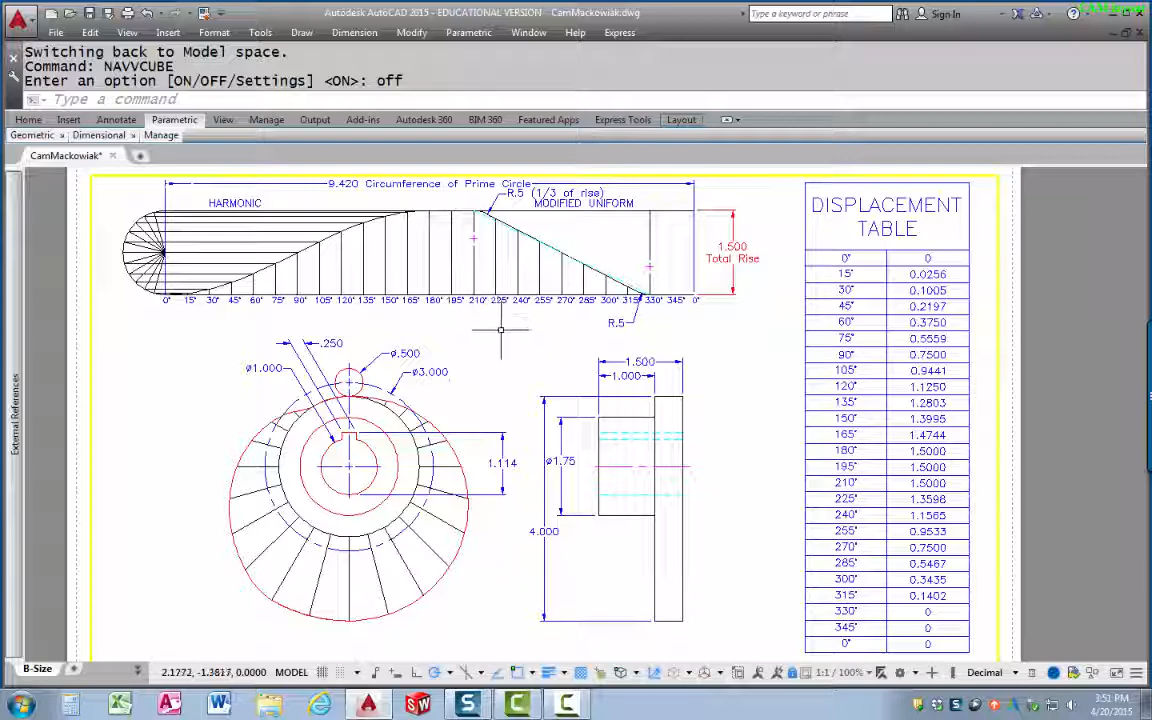 Autodesk AutoCAD 2015 - EDUCATIONAL VERSION CamMackowiak.dwg
Type a keyword or phrase
Sign In
File Edit View Insert Format Tools Draw Dimension Modify Parametric Window Help Express
Switching back to Model space.
Command: NAVVCUBE
Enter an option [ON/OFF/Settings] <ON>: off
Type a command
Home Insert Annotate Parametric View Manage Output Add-ins Autodesk 360 BIM 360 Featured Apps Express Tools Layout
Geometric » Dimensional » Manage
CamMackowiak*
External References
9.420 Circumference of Prime Circle
R.5 (1/3 of rise)
HARMONIC
MODIFIED UNIFORM
1.500
Total Rise
0° 15° 30° 45° 60° 75° 90° 105° 120° 135° 150° 165° 180° 195° 210° 225° 240° 255° 270° 285° 300° 315° 330° 345° 0°
R.5
.250
ø.500
ø1.000
ø3.000
1.114
1.500
1.000
ø1.75
4.000
DISPLACEMENT
TABLE
0° 0
15° 0.0256
30° 0.1005
45° 0.2197
60° 0.3750
75° 0.5559
90° 0.7500
105° 0.9441
120° 1.1250
135° 1.2803
150° 1.3995
165° 1.4744
180° 1.5000
195° 1.5000
210° 1.5000
225° 1.3598
240° 1.1565
255° 0.9533
270° 0.7500
285° 0.5467
300° 0.3435
315° 0.1402
330° 0
345° 0
0° 0
B-Size
2.1772, -1.3817, 0.0000 MODEL
1:1 / 100%
Decimal
3:51 PM
4/20/2015